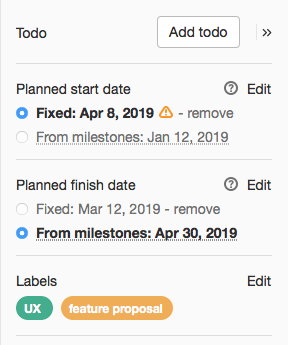 Todo Add todo »
Planned start date Edit
Fixed: Apr 8, 2019 - remove
From milestones: Jan 12, 2019
Planned finish date Edit
Fixed: Mar 12, 2019 - remove
From milestones: Apr 30, 2019
Labels Edit
UX feature proposal